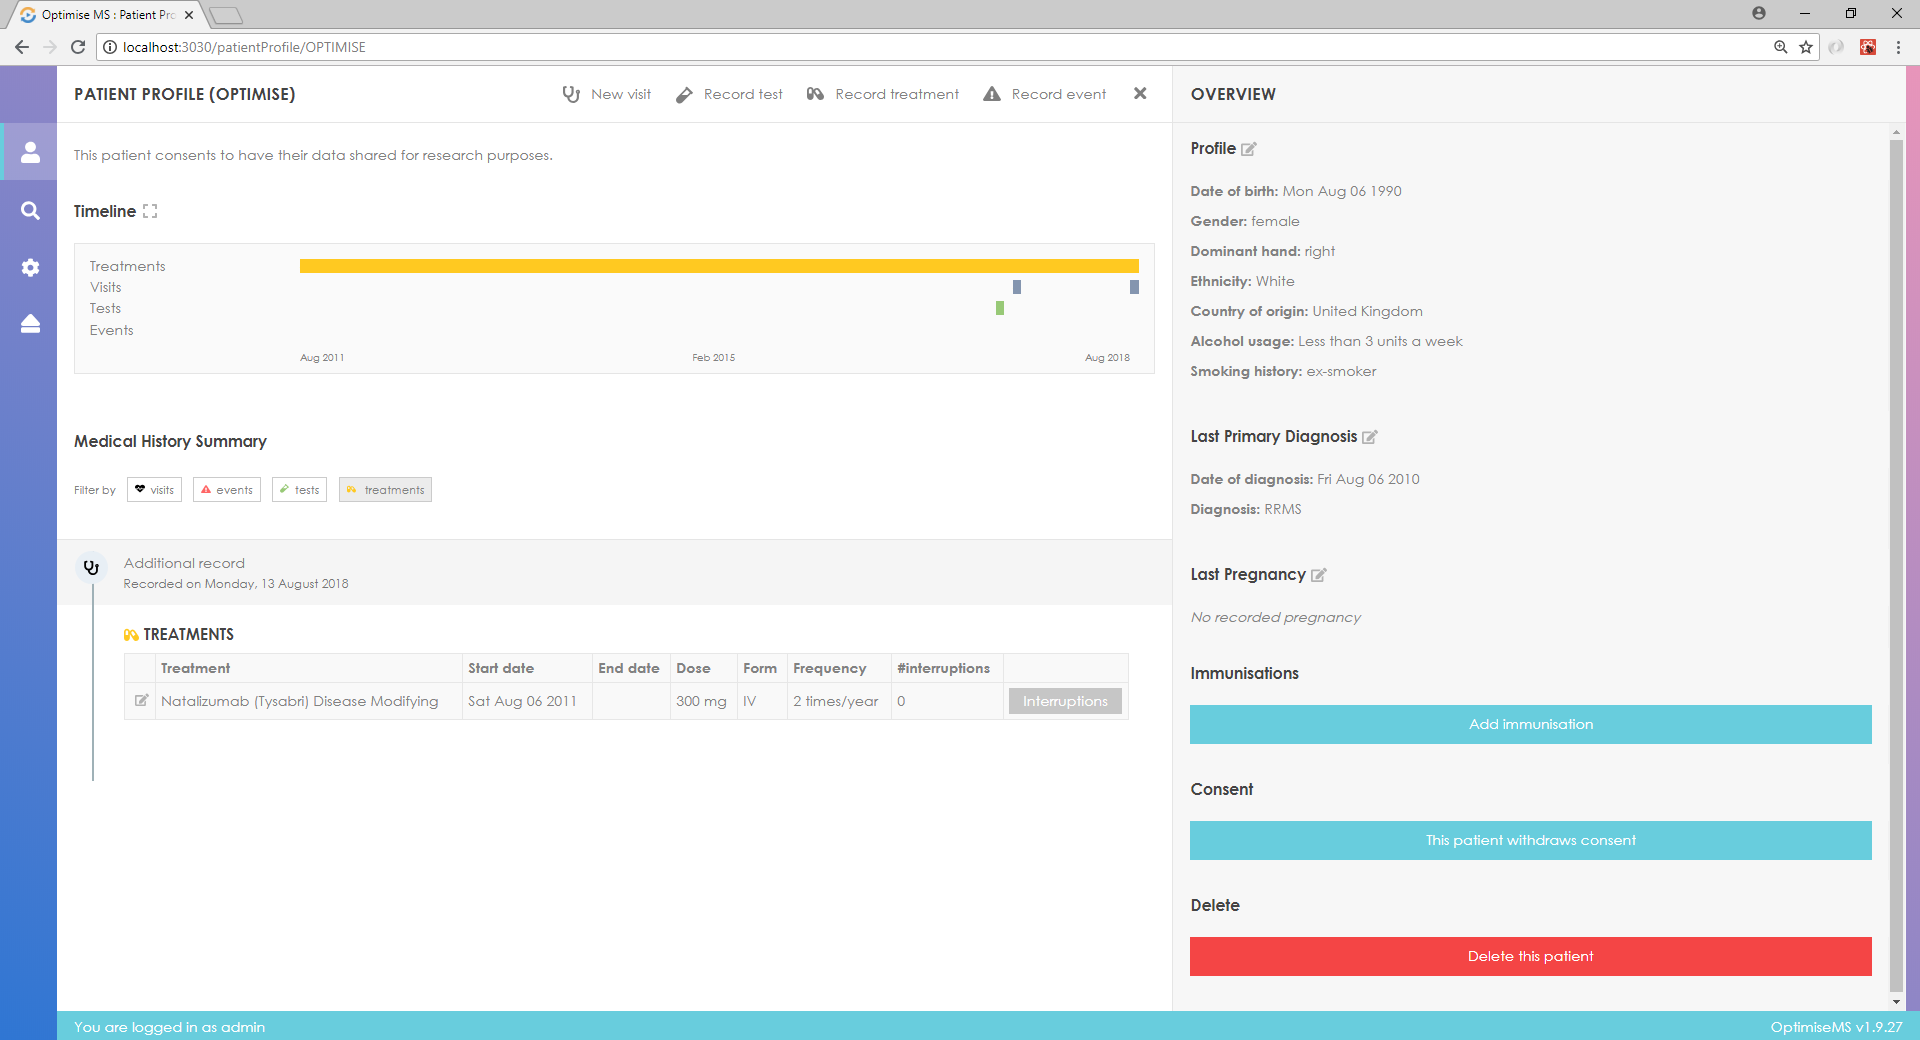 Optimise MS : Patient Pro
localhost:3030/patientProfile/OPTIMISE
PATIENT PROFILE (OPTIMISE)
New visit
Record test
Record treatment
Record event
OVERVIEW
This patient consents to have their data shared for research purposes.
Timeline
Treatments
Visits
Tests
Events
Aug 2011
Feb 2015
Aug 2018
Medical History Summary
Filter by
visits
events
tests
treatments
Additional record
Recorded on Monday, 13 August 2018
TREATMENTS
Treatment Start date End date Dose Form Frequency #interruptions
Natalizumab (Tysabri) Disease Modifying Sat Aug 06 2011 300 mg IV 2 times/year 0 Interruptions
Profile
Date of birth: Mon Aug 06 1990
Gender: female
Dominant hand: right
Ethnicity: White
Country of origin: United Kingdom
Alcohol usage: Less than 3 units a week
Smoking history: ex-smoker
Last Primary Diagnosis
Date of diagnosis: Fri Aug 06 2010
Diagnosis: RRMS
Last Pregnancy
No recorded pregnancy
Immunisations
Add immunisation
Consent
This patient withdraws consent
Delete
Delete this patient
You are logged in as admin
OptimiseMS v1.9.27